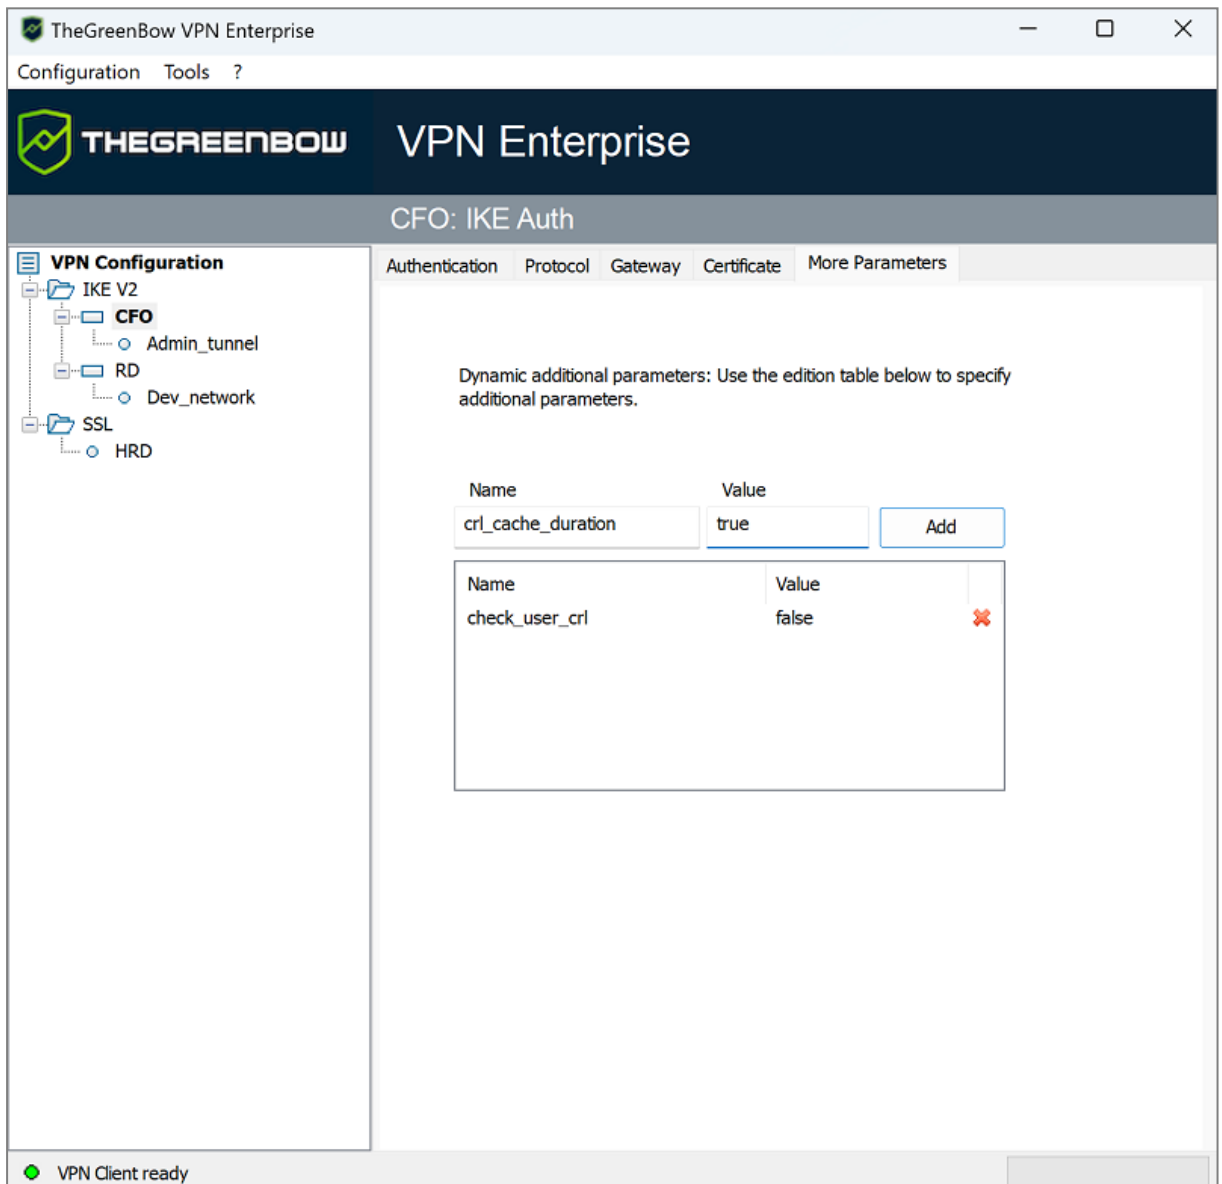 TheGreenBow VPN Enterprise
Configuration Tools ?
THEGREENBOW VPN Enterprise
CFO: IKE Auth
VPN Configuration
IKE V2
CFO
Admin_tunnel
RD
Dev_network
SSL
HRD
Authentication Protocol Gateway Certificate More Parameters
Dynamic additional parameters: Use the edition table below to specify
additional parameters.
Name Value
crl_cache_duration true Add
Name Value
check_user_crl false
VPN Client ready